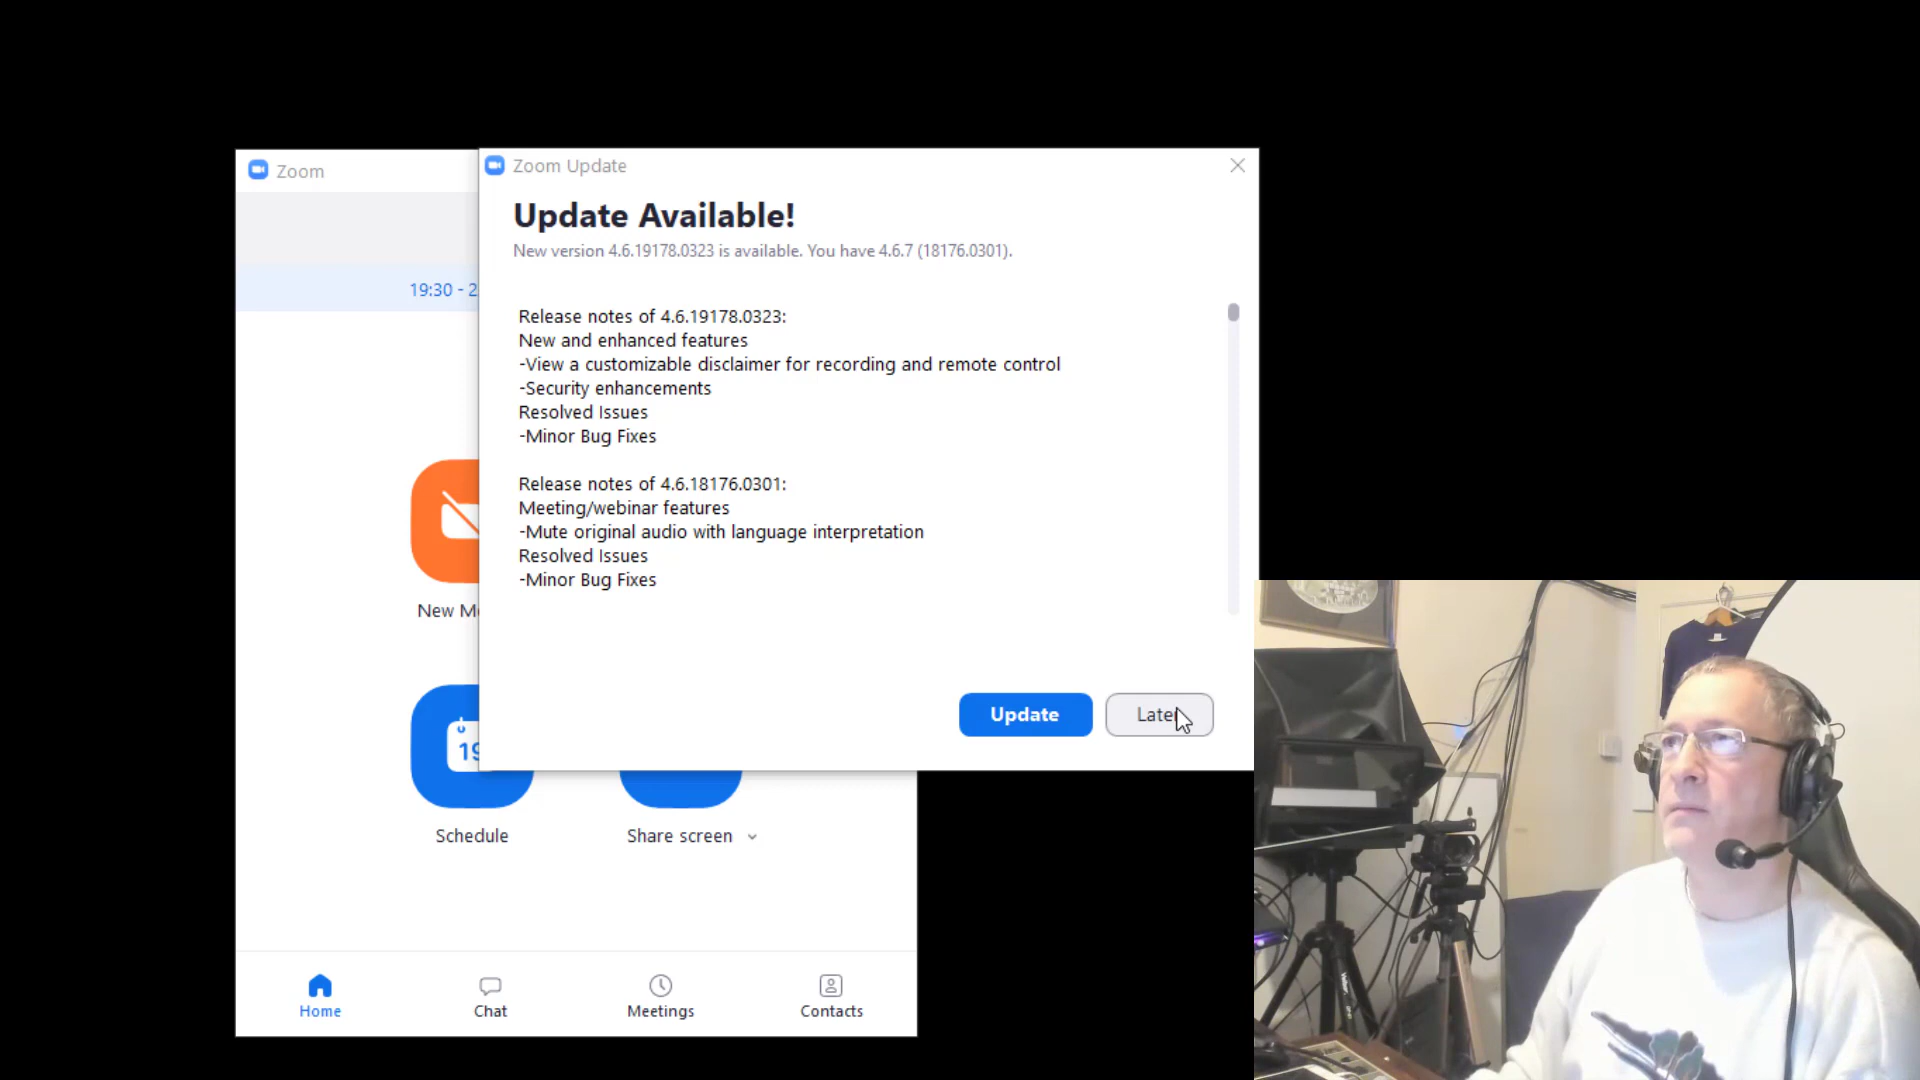 Zoom
Zoom Update
Update Available!
New version 4.6.19178.0323 is available. You have 4.6.7 (18176.0301).
19:30 - 2
Release notes of 4.6.19178.0323:
New and enhanced features
-View a customizable disclaimer for recording and remote control
-Security enhancements
Resolved Issues
-Minor Bug Fixes
Release notes of 4.6.18176.0301:
Meeting/webinar features
-Mute original audio with language interpretation
Resolved Issues
-Minor Bug Fixes
New M
Update
Later
19
Schedule
Share screen
Home
Chat
Meetings
Contacts